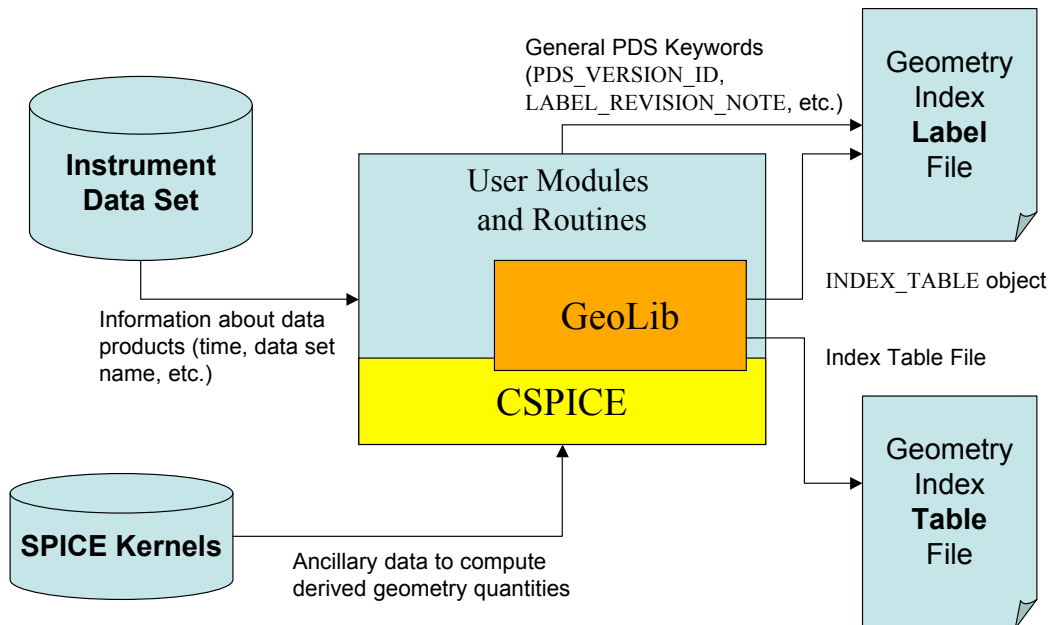 General PDS Keywords
(PDS_VERSION_ID,
LABEL_REVISION_NOTE, etc.)
Geometry
Index
Label
File
Instrument
Data Set
User Modules
and Routines
INDEX_TABLE object
GeoLib
Information about data
products (time, data set
name, etc.)
Index Table File
CSPICE
Geometry
Index
Table
File
SPICE Kernels
Ancillary data to compute
derived geometry quantities